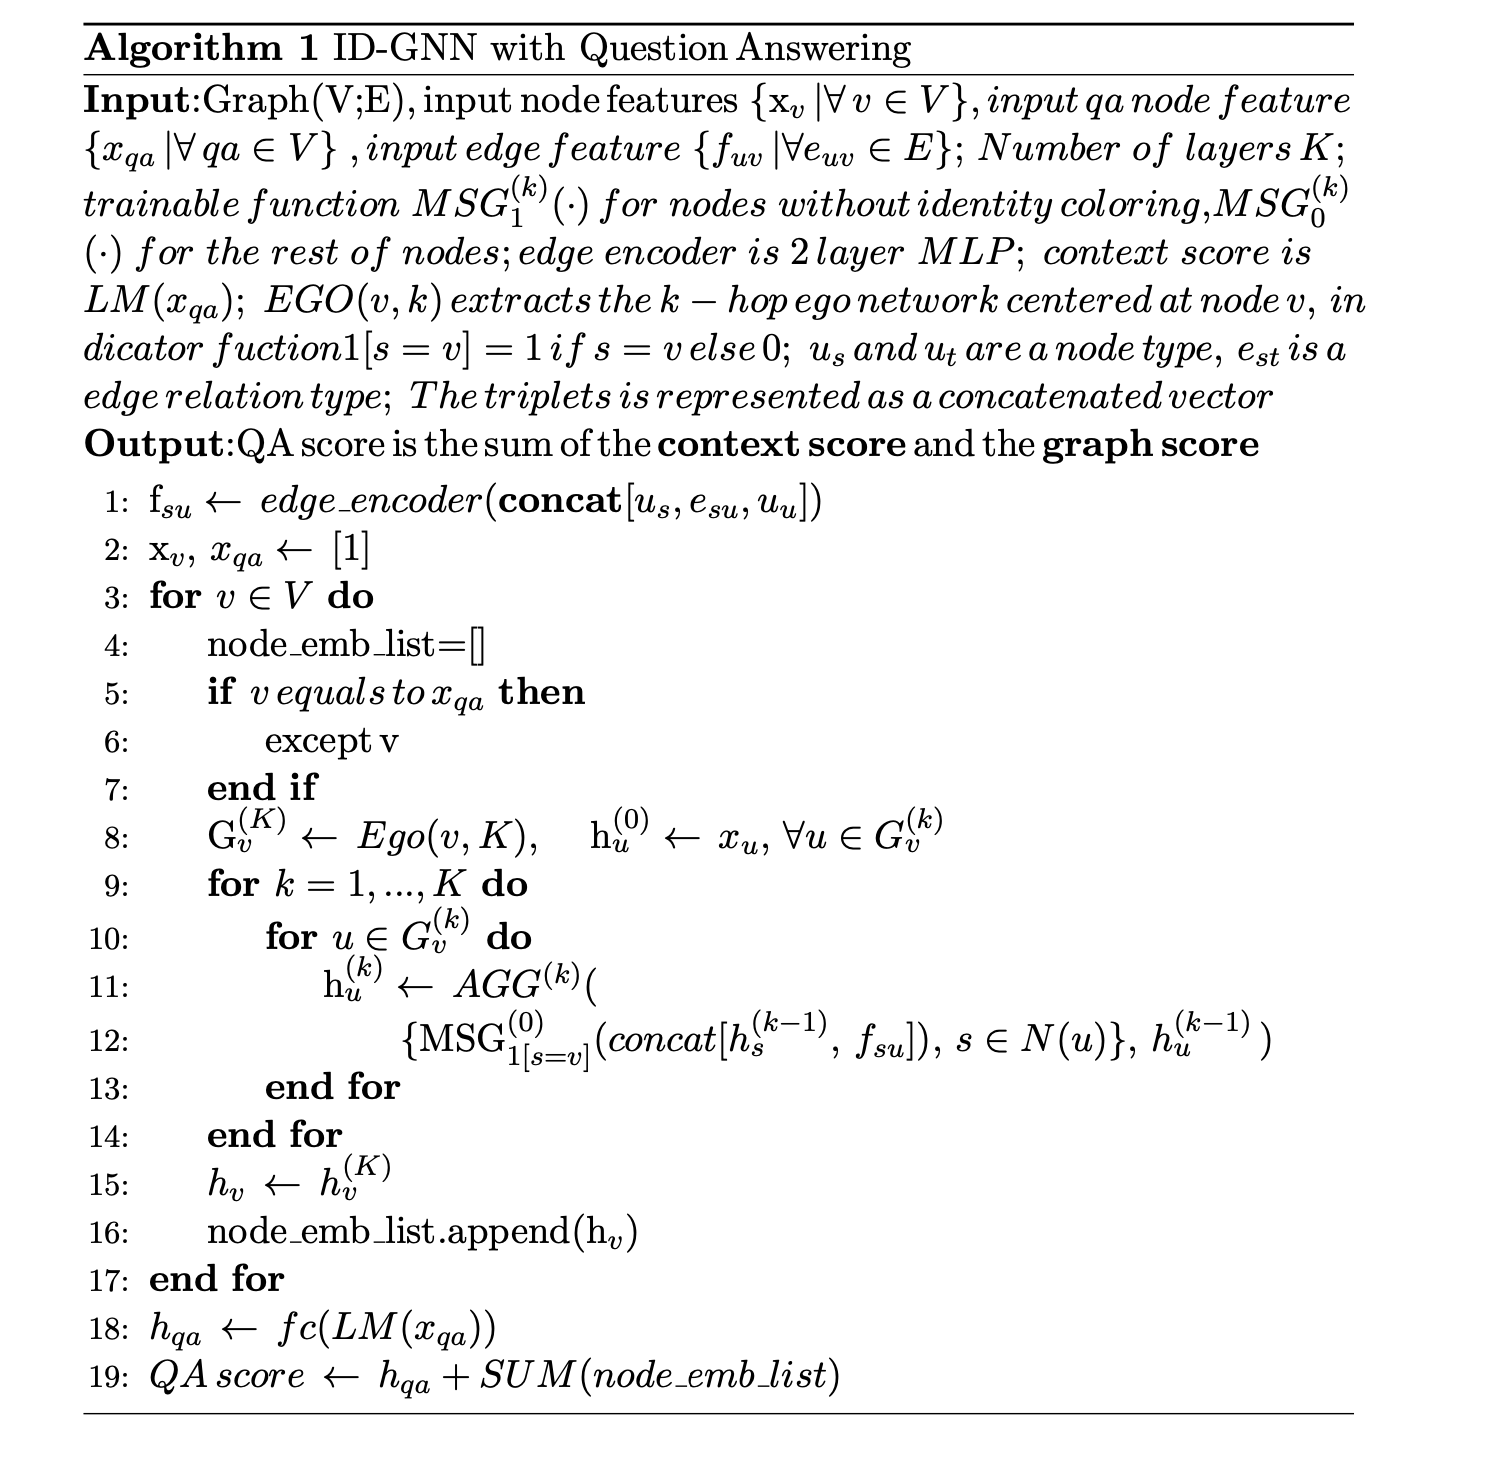 Algorithm 1 ID-GNN with Question Answering
Input:Graph(V;E), input node features {x_v |∀ v ∈ V}, input qa node feature
{x_qa |∀ qa ∈ V} , input edge feature {f_uv |∀e_uv ∈ E}; Number of layers K;
trainable function MSG_1^(k)(·) for nodes without identity coloring,MSG_0^(k)
(·) for the rest of nodes; edge encoder is 2 layer MLP; context score is
LM(x_qa); EGO(v, k) extracts the k − hop ego network centered at node v, in
dicator fuction1[s = v] = 1 if s = v else 0; u_s and u_t are a node type, e_st is a
edge relation type; The triplets is represented as a concatenated vector
Output:QA score is the sum of the context score and the graph score
1: f_su ← edge_encoder(concat[u_s, e_su, u_u])
2: x_v, x_qa ← [1]
3: for v ∈ V do
4: node_emb_list=[]
5: if v equals to x_qa then
6: except v
7: end if
8: G_v^(K) ← Ego(v, K), h_u^(0) ← x_u, ∀u ∈ G_v^(k)
9: for k = 1, ..., K do
10: for u ∈ G_v^(k) do
11: h_u^(k) ← AGG^(k)(
12: {MSG_1[s=v]^(0)(concat[h_s^(k−1), f_su]), s ∈ N(u)}, h_u^(k−1) )
13: end for
14: end for
15: h_v ← h_v^(K)
16: node_emb_list.append(h_v)
17: end for
18: h_qa ← fc(LM(x_qa))
19: QA score ← h_qa + SUM(node_emb_list)